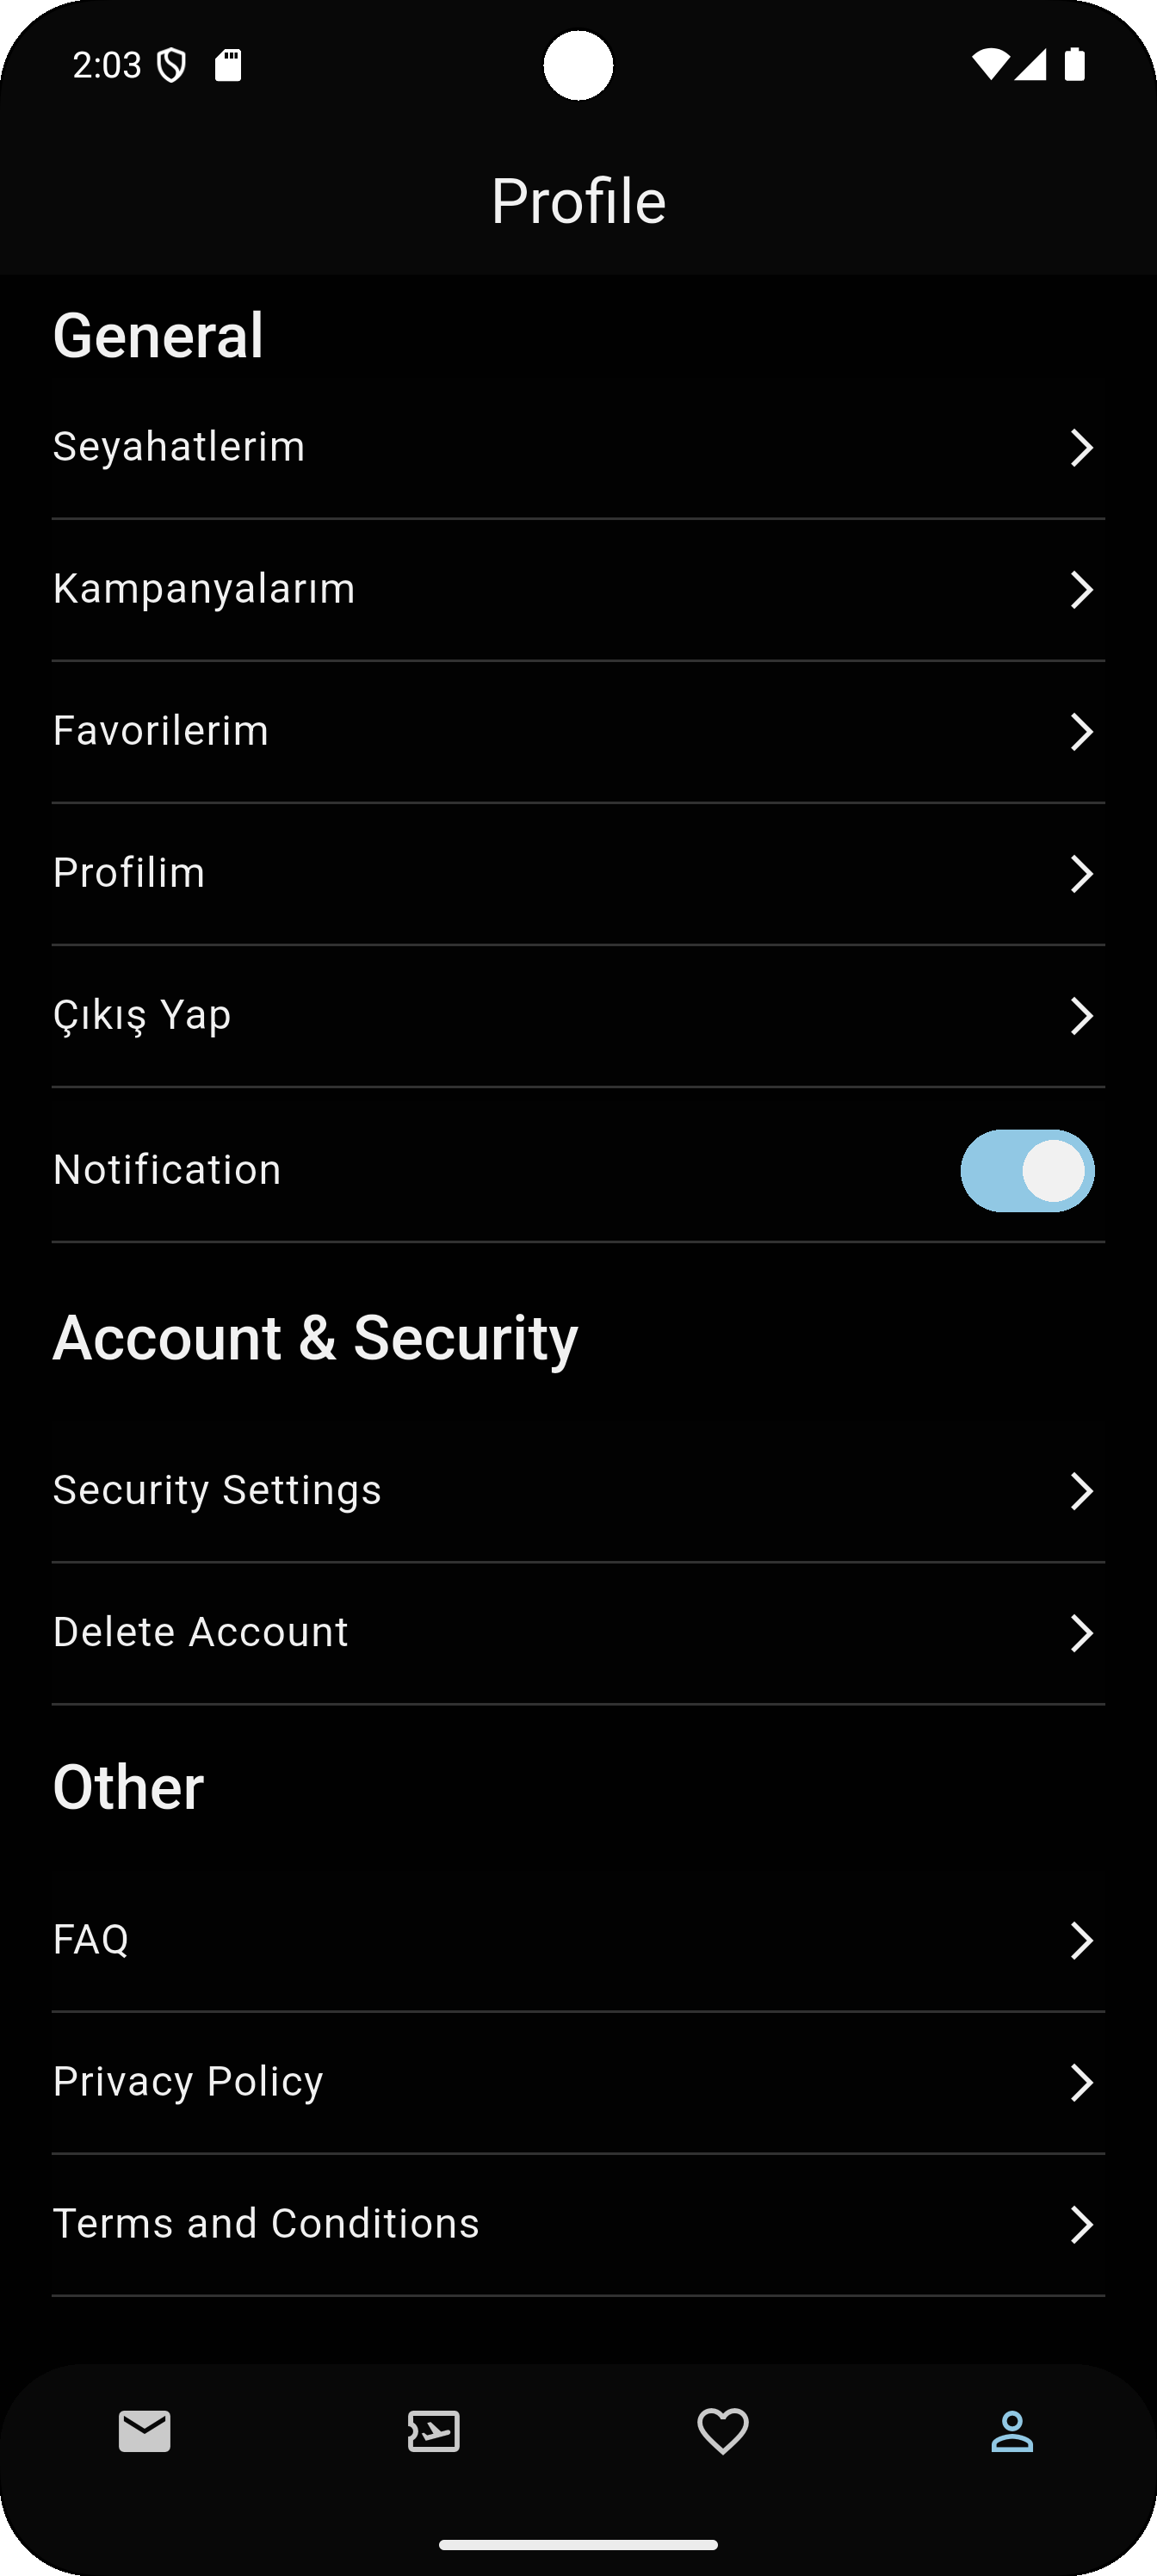 2:03
Profile
General
Seyahatlerim
Kampanyalarım
Favorilerim
Profilim
Çıkış Yap
Notification
Account & Security
Security Settings
Delete Account
Other
FAQ
Privacy Policy
Terms and Conditions